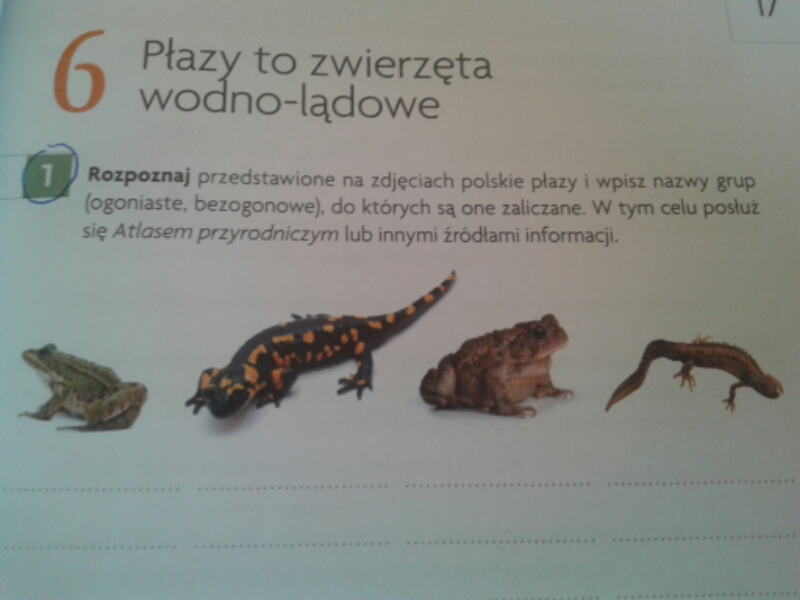 17
6 Płazy to zwierzęta
wodno-lądowe
1 Rozpoznaj przedstawione na zdjęciach polskie płazy i wpisz nazwy grup
(ogoniaste, bezogonowe), do których są one zaliczane. W tym celu posłuż
się Atlasem przyrodniczym lub innymi źródłami informacji.